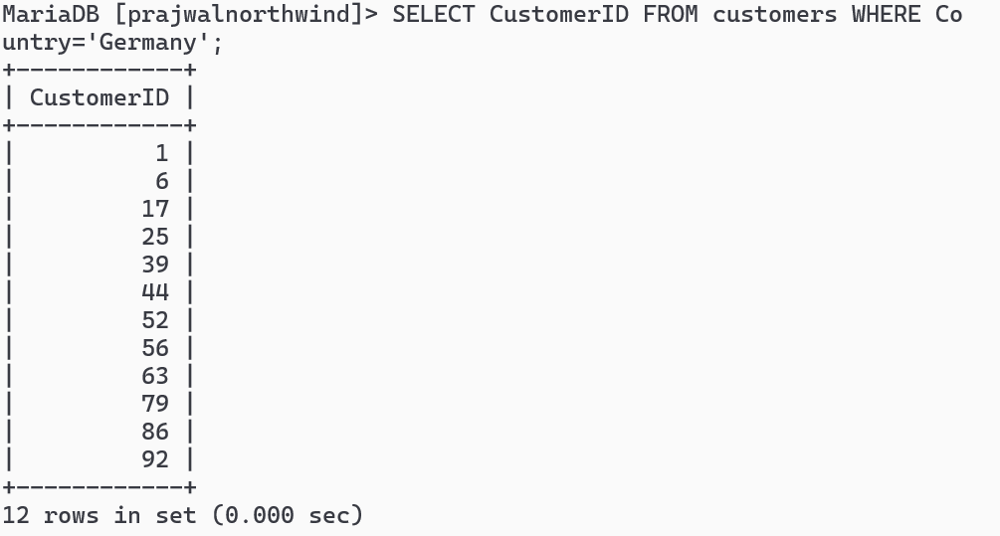 MariaDB [prajwalnorthwind]> SELECT CustomerID FROM customers WHERE Co
untry='Germany';
+------------+
| CustomerID |
+------------+
|          1 |
|          6 |
|         17 |
|         25 |
|         39 |
|         44 |
|         52 |
|         56 |
|         63 |
|         79 |
|         86 |
|         92 |
+------------+
12 rows in set (0.000 sec)